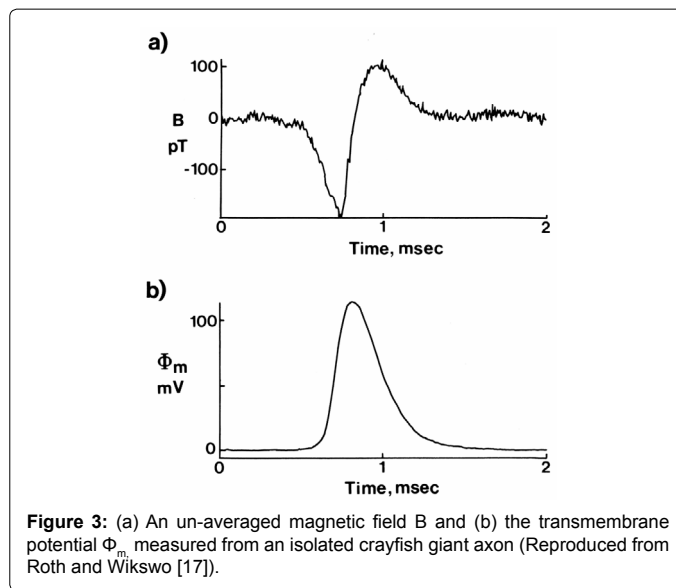 a)
100
B
0
pT
-100
0
1
2
Time, msec
b)
100
Φm
mV
0
0
1
2
Time, msec
Figure 3: (a) An un-averaged magnetic field B and (b) the transmembrane
potential Φm, measured from an isolated crayfish giant axon (Reproduced from
Roth and Wikswo [17]).